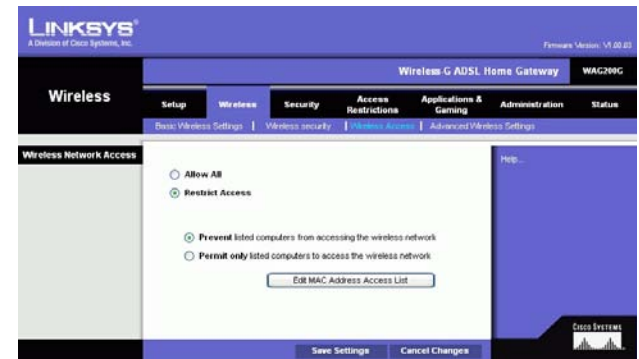 LINKSYS®
A Division of Cisco Systems, Inc.
Firmware Version: V1.00.03
Wireless-G ADSL Home Gateway WAG200G
Wireless
Setup Wireless Security Access Restrictions Applications & Gaming Administration Status
Basic Wireless Settings | Wireless security | Wireless Access | Advanced Wireless Settings
Wireless Network Access
Help...
Allow All
Restrict Access
Prevent listed computers from accessing the wireless network
Permit only listed computers to access the wireless network
Edit MAC Address Access List
CISCO SYSTEMS
Save Settings Cancel Changes